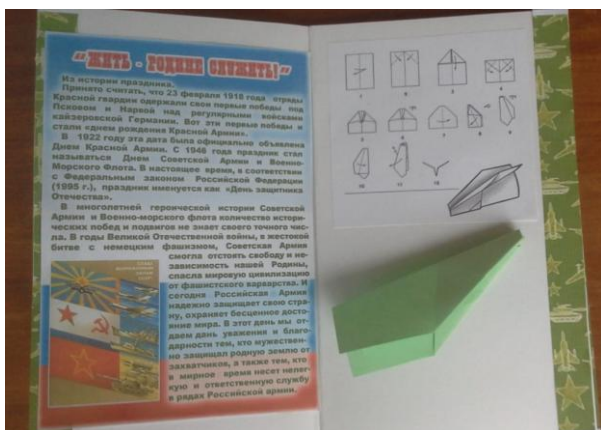 "ЖИТЬ - РОДИНЕ СЛУЖИТЬ!"
Из истории праздника.
Принято считать, что 23 февраля 1918 года отряды
Красной гвардии одержали свои первые победы под
Псковом и Нарвой над регулярными войсками
кайзеровской Германии. Вот эти первые победы и
стали «днем рождения Красной Армии».
В 1922 году эта дата была официально объявлена
Днем Красной Армии. С 1946 года праздник стал
называться Днем Советской Армии и Военно-
Морского Флота. В настоящее время, в соответствии
с Федеральным законом Российской Федерации
(1995 г.), праздник именуется как «День защитника
Отечества».
В многолетней героической истории Советской
Армии и Военно-морского флота количество истори-
ческих побед и подвигов не знает своего точного чис-
ла. В годы Великой Отечественной войны, в жестокой
битве с немецким фашизмом, Советская Армия
смогла отстоять свободу и не-
зависимость нашей Родины,
спасла мировую цивилизацию
от фашистского варварства. И
сегодня Российская Армия
надежно защищает свою стра-
ну, охраняет бесценное досто-
яние мира. В этот день мы от-
даем дань уважения и благо-
дарности тем, кто мужествен-
но защищал родную землю от
захватчиков, а также тем, кто
в мирное время несет нелег-
кую и ответственную службу
в рядах Российской армии.